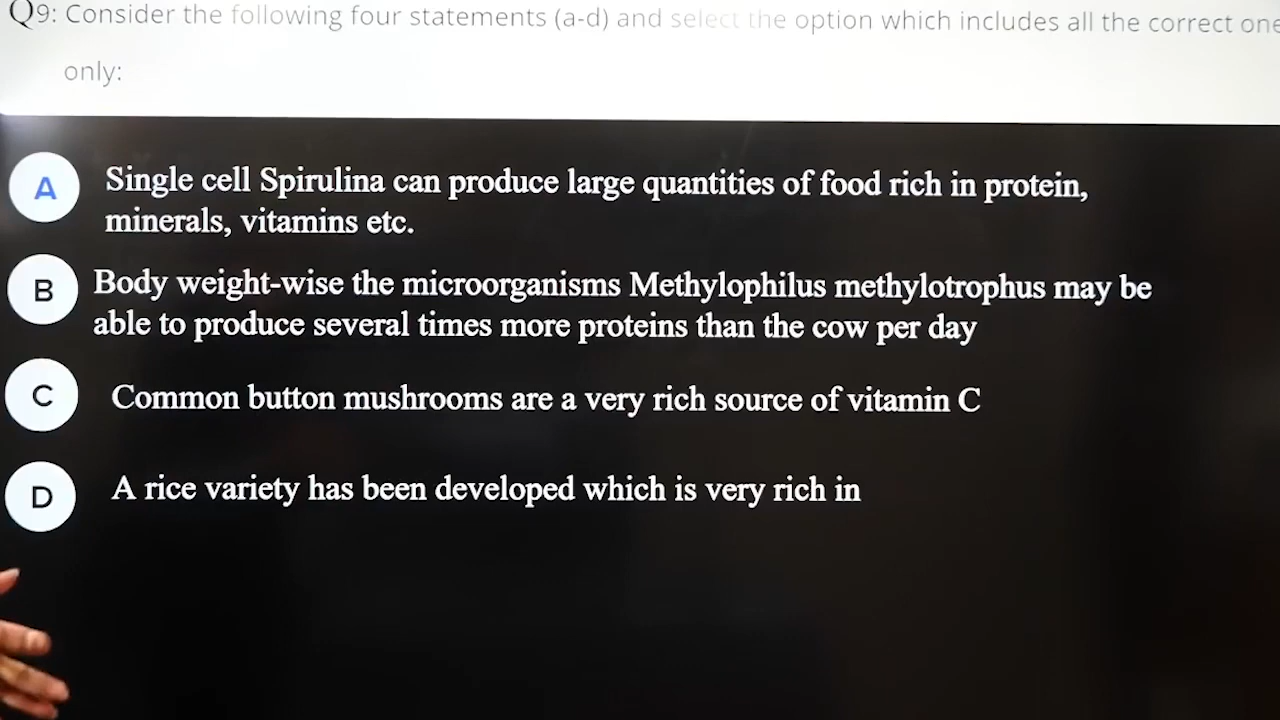 Q9: Consider the following four statements (a-d) and select the option which includes all the correct one
only:
A Single cell Spirulina can produce large quantities of food rich in protein,
minerals, vitamins etc.
B Body weight-wise the microorganisms Methylophilus methylotrophus may be
able to produce several times more proteins than the cow per day
C Common button mushrooms are a very rich source of vitamin C
D A rice variety has been developed which is very rich in